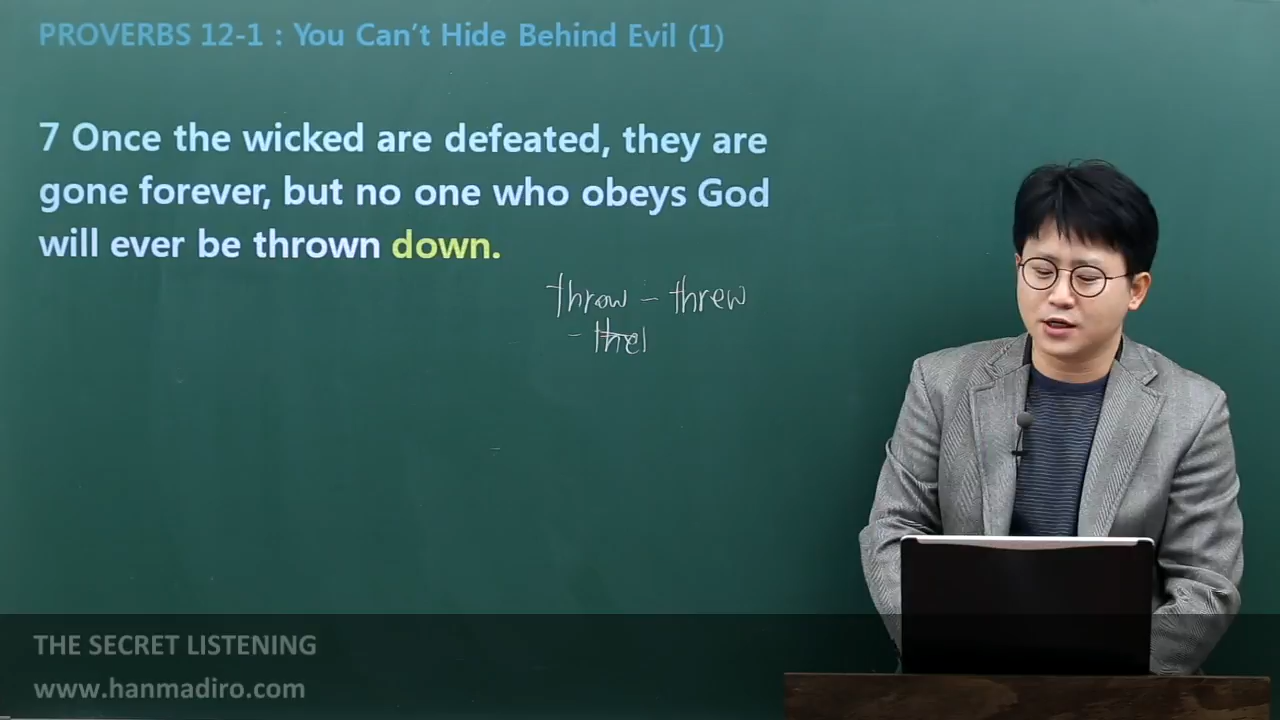 PROVERBS 12-1 : You Can't Hide Behind Evil (1)
7 Once the wicked are defeated, they are
gone forever, but no one who obeys God
will ever be thrown down.
throw - threw
THE SECRET LISTENING
www.hanmadiro.com